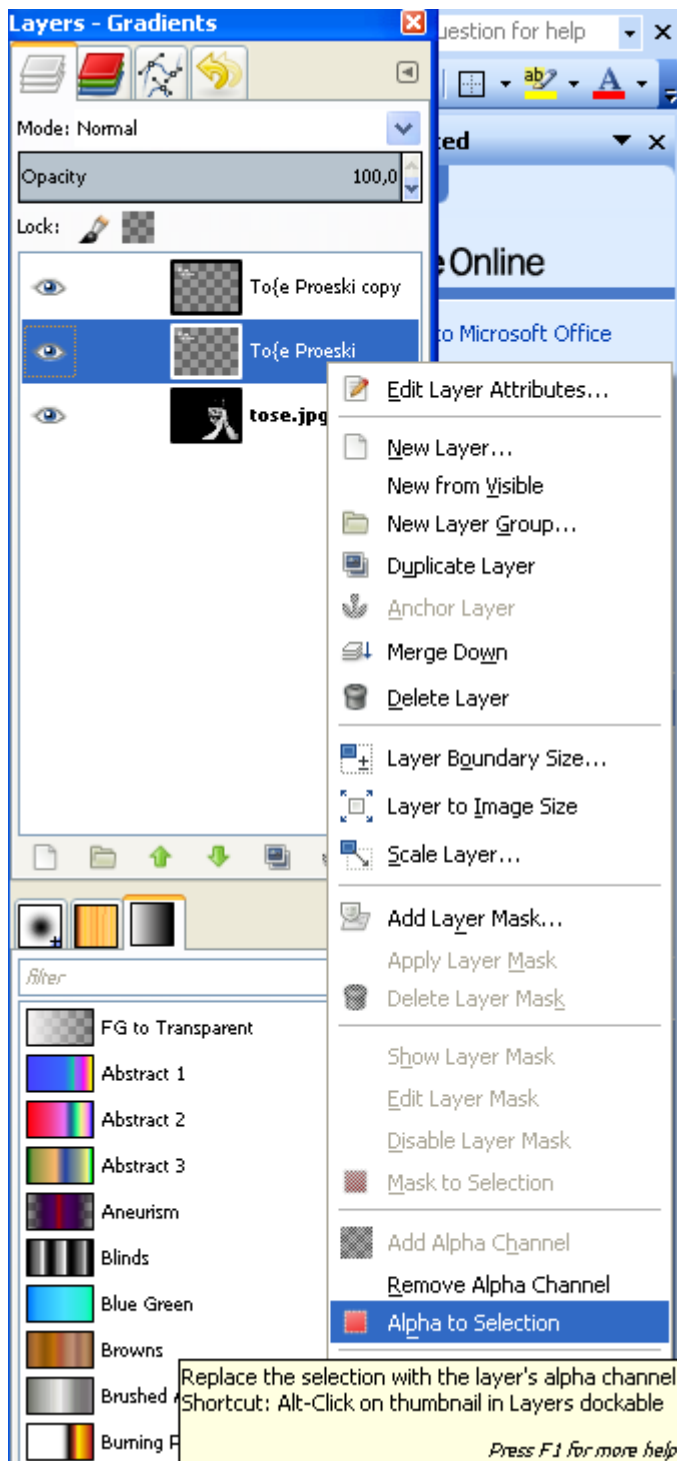 Layers - Gradients
uestion for help
Mode: Normal
ted
Opacity 100,0
Lock:
e Online
To{e Proeski copy
To{e Proeski
to Microsoft Office
tose.jpg
Edit Layer Attributes...
New Layer...
New from Visible
New Layer Group...
Duplicate Layer
Anchor Layer
Merge Down
Delete Layer
Layer Boundary Size...
Layer to Image Size
Scale Layer...
Add Layer Mask...
Apply Layer Mask
Delete Layer Mask
Show Layer Mask
Edit Layer Mask
Disable Layer Mask
Mask to Selection
Add Alpha Channel
Remove Alpha Channel
Alpha to Selection
filter
FG to Transparent
Abstract 1
Abstract 2
Abstract 3
Aneurism
Blinds
Blue Green
Browns
Brushed
Burning
Replace the selection with the layer's alpha channel
Shortcut: Alt-Click on thumbnail in Layers dockable
Press F1 for more help